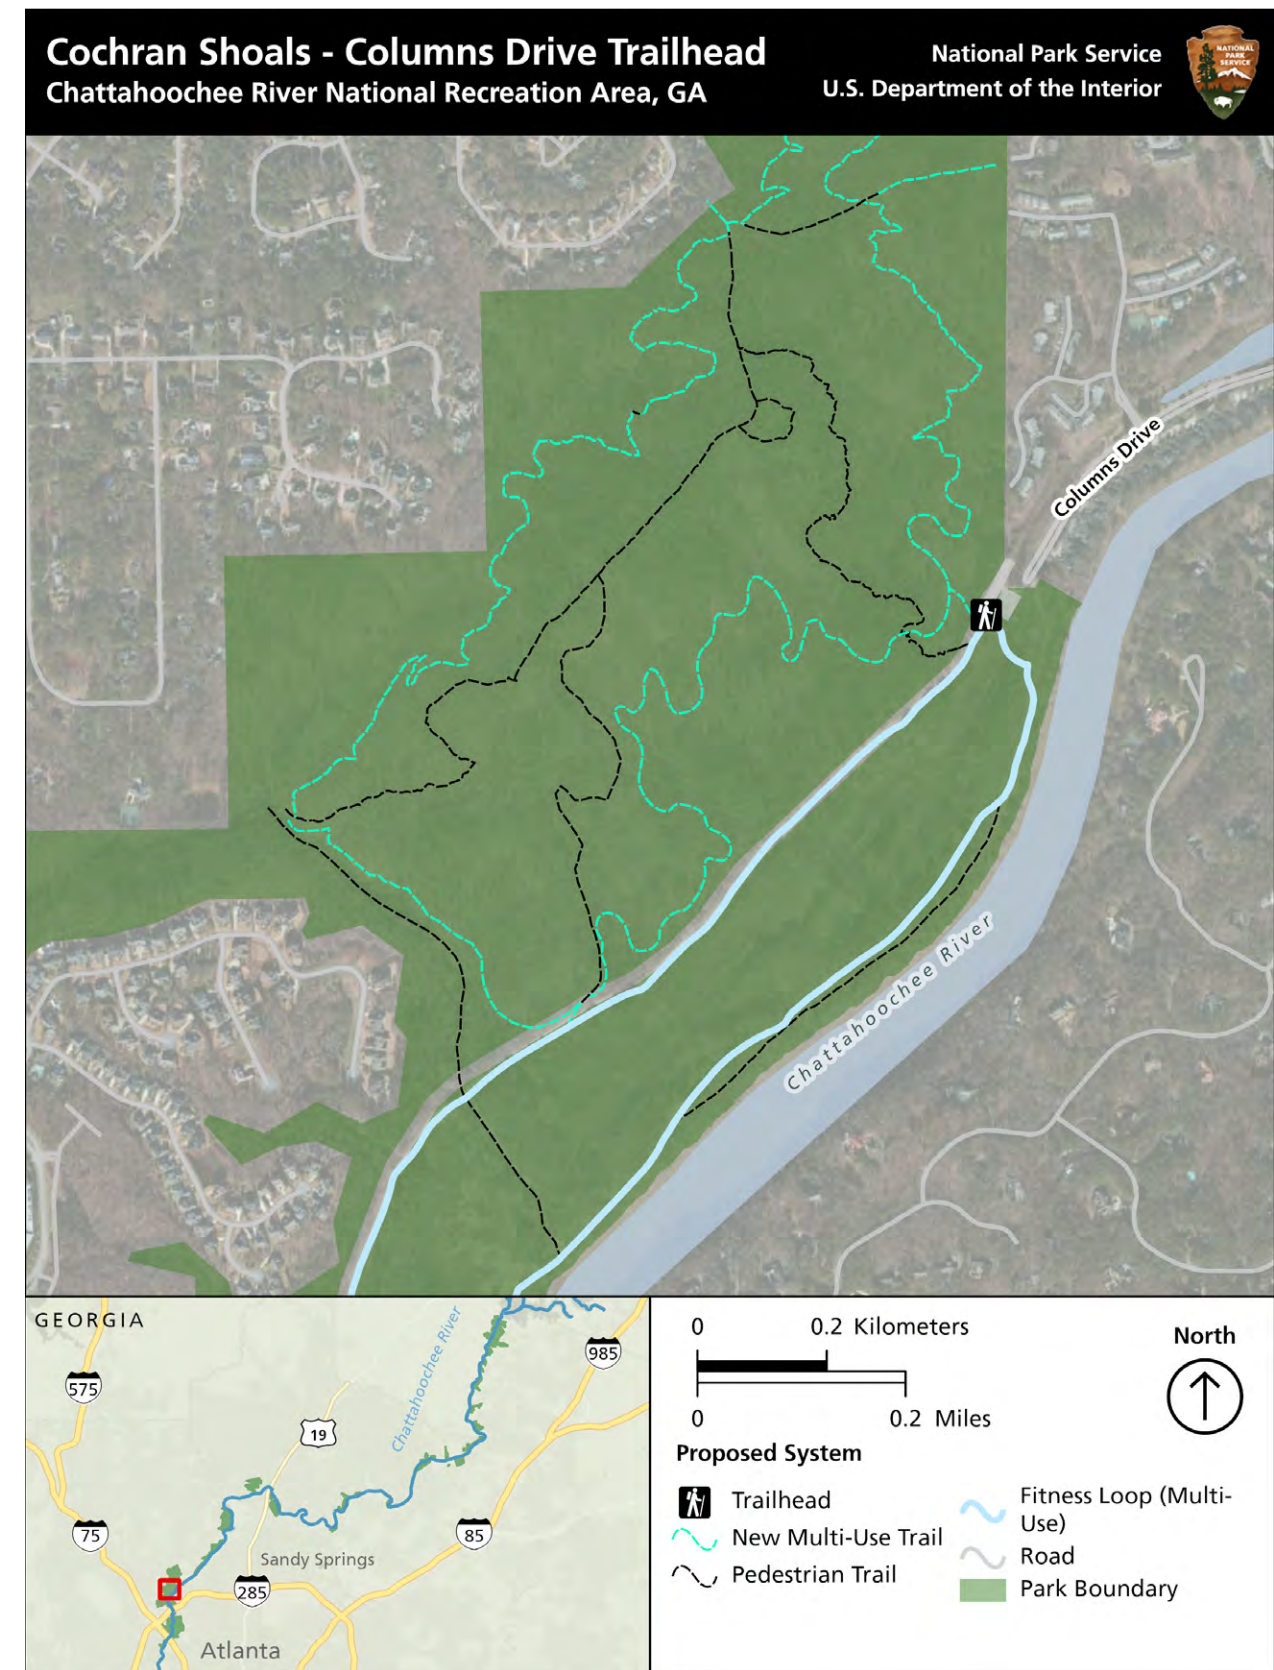 Cochran Shoals - Columns Drive Trailhead
Chattahoochee River National Recreation Area, GA
National Park Service
U.S. Department of the Interior
NATIONAL
PARK
SERVICE
Columns Drive
Chattahoochee River
GEORGIA
Chattahoochee River
985
575
19
75
85
Sandy Springs
285
Atlanta
0 0.2 Kilometers
0 0.2 Miles
North
Proposed System
Trailhead
New Multi-Use Trail
Pedestrian Trail
Fitness Loop (Multi-
Use)
Road
Park Boundary